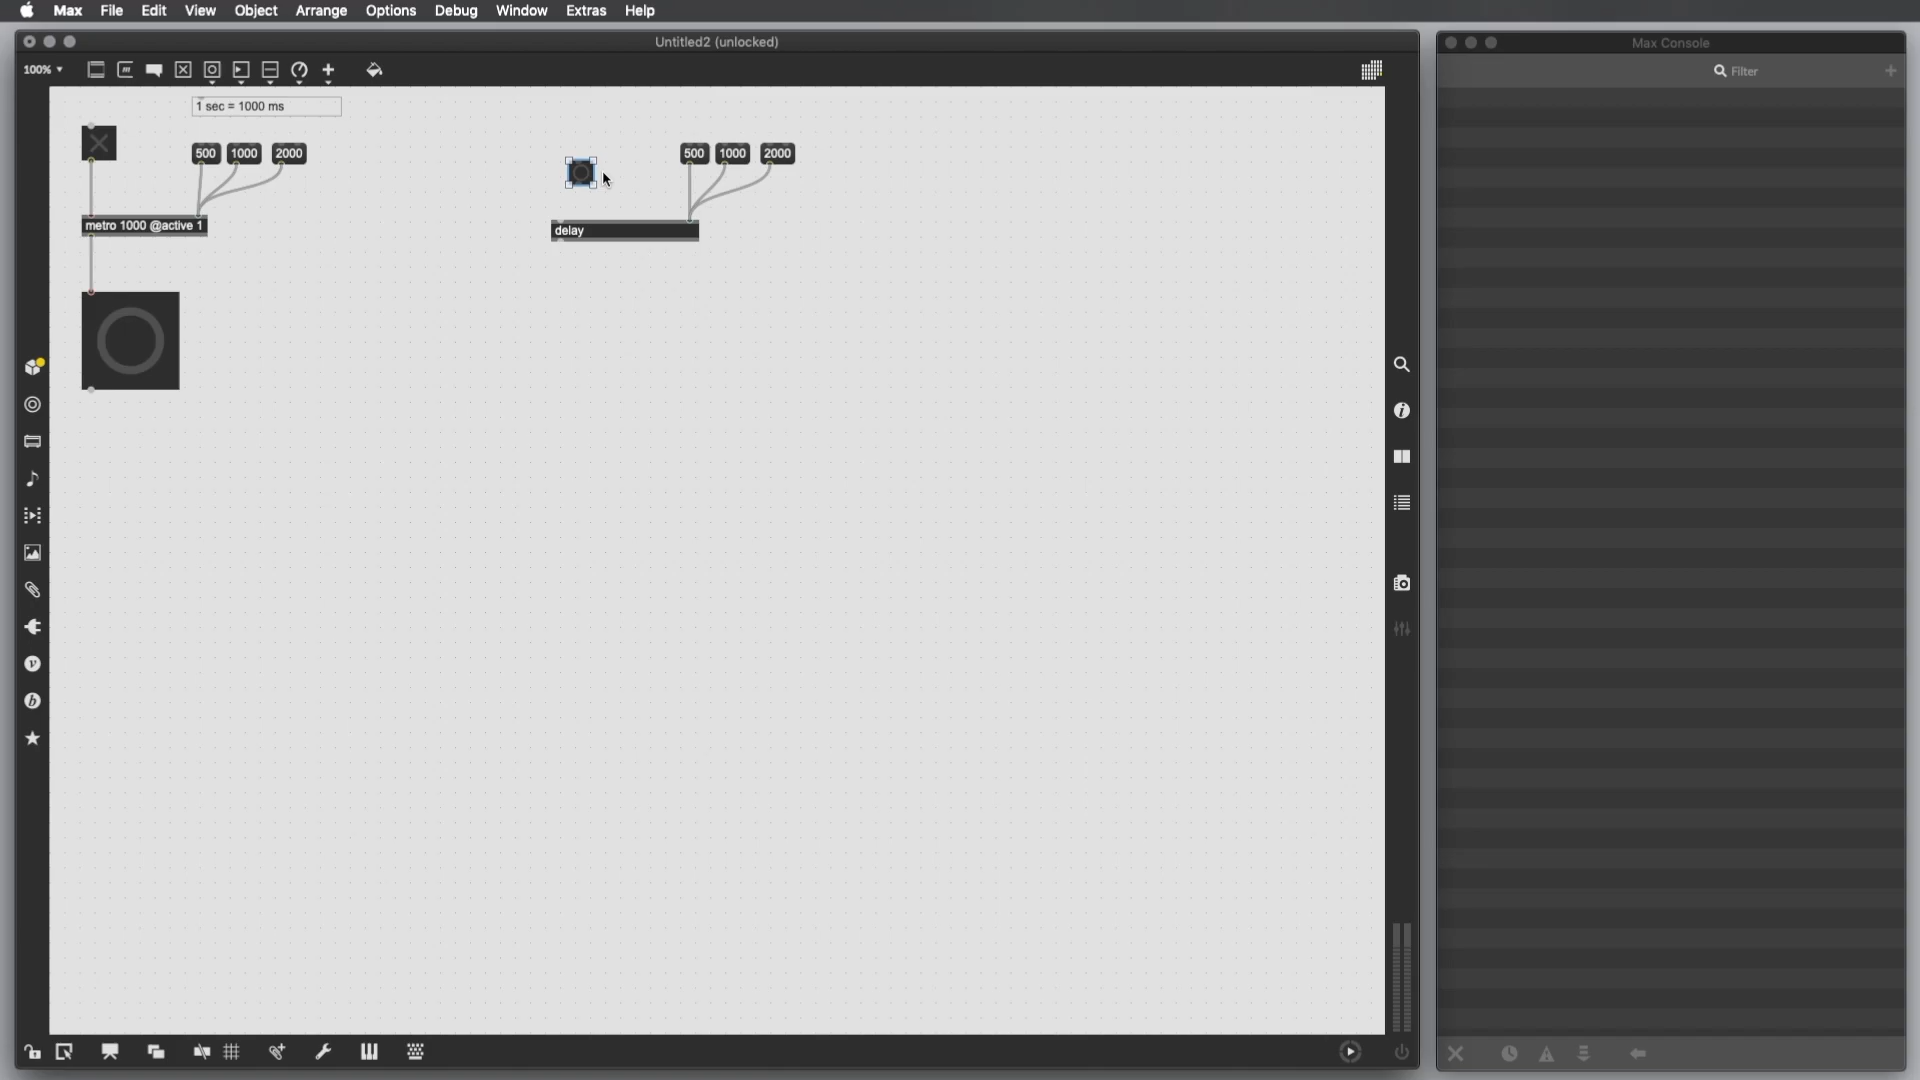 Max File Edit View Object Arrange Options Debug Window Extras Help
Untitled2 (unlocked)
Max Console
100%
Filter
1 sec = 1000 ms
500 1000 2000
500 1000 2000
metro 1000 @active 1
delay